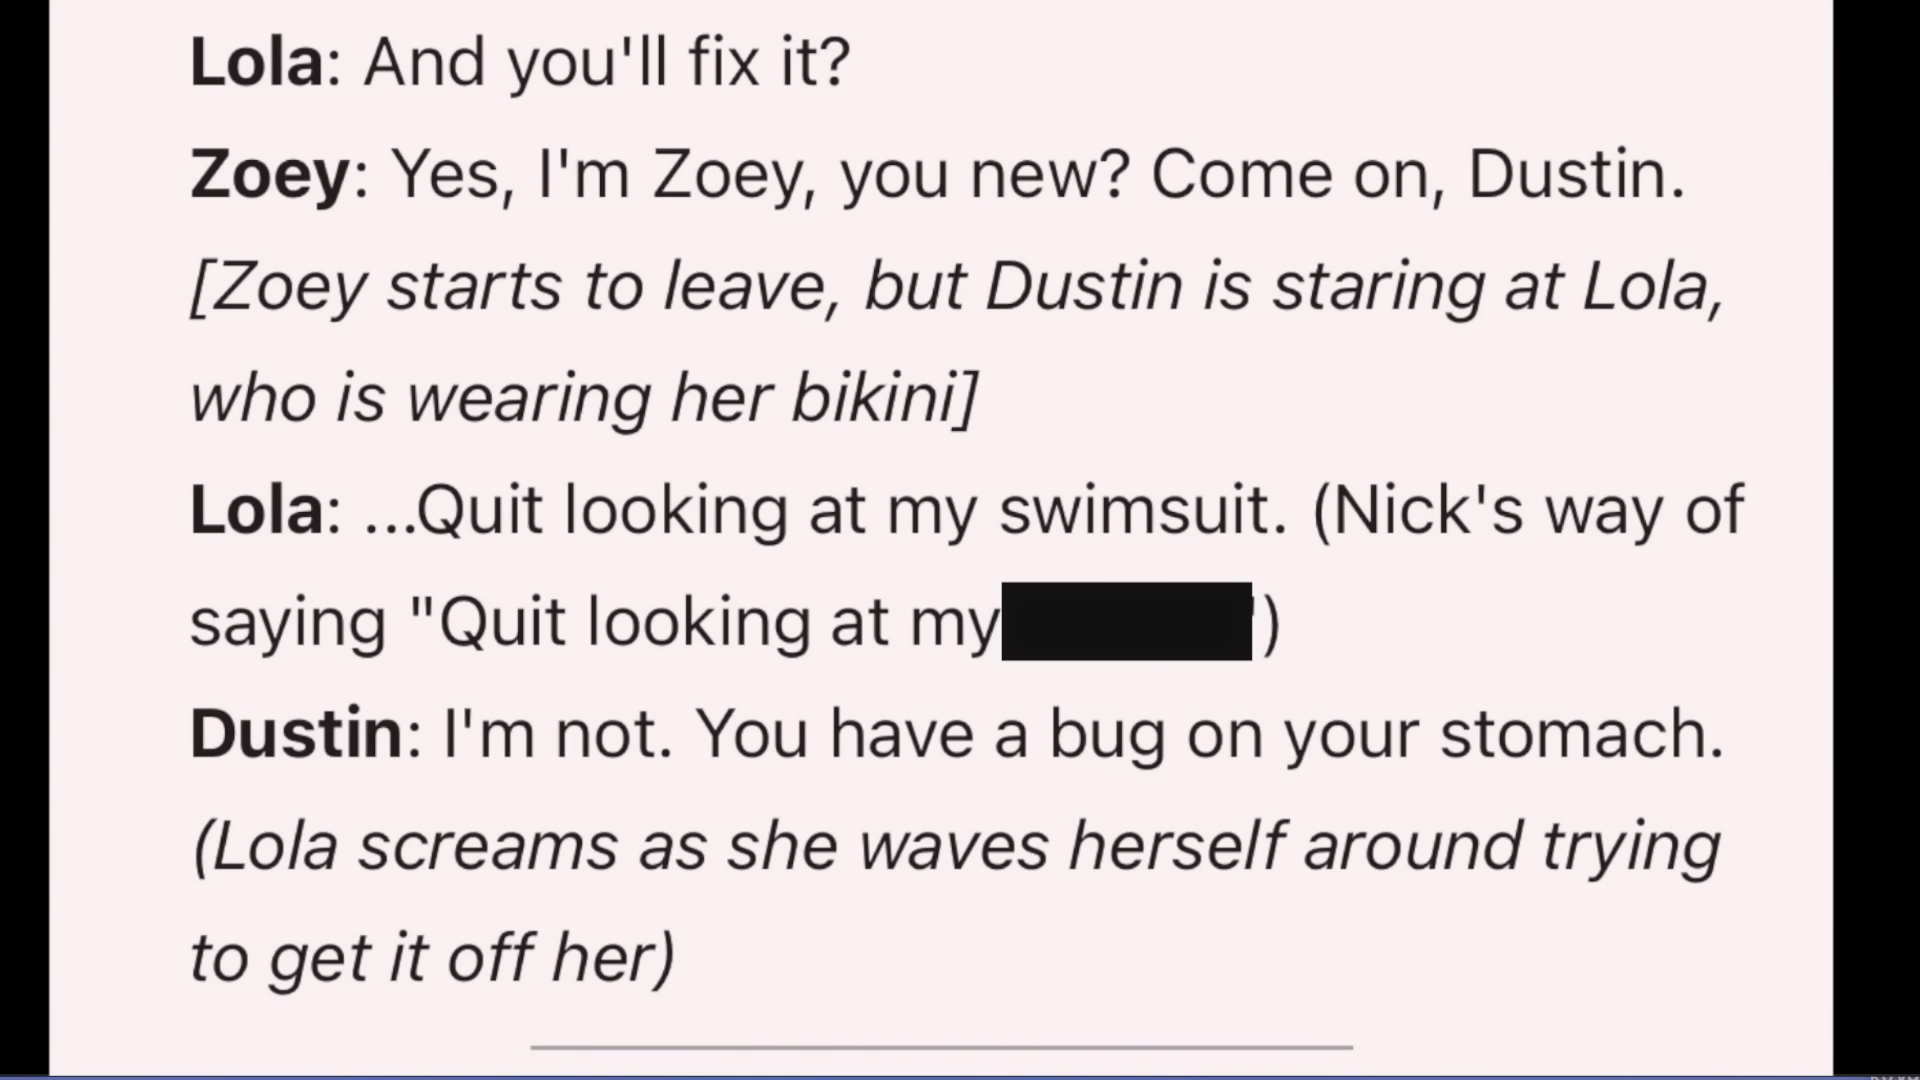 Lola: And you'll fix it?
Zoey: Yes, I'm Zoey, you new? Come on, Dustin.
[Zoey starts to leave, but Dustin is staring at Lola,
who is wearing her bikini]
Lola: ...Quit looking at my swimsuit. (Nick's way of
saying "Quit looking at my ")
Dustin: I'm not. You have a bug on your stomach.
(Lola screams as she waves herself around trying
to get it off her)